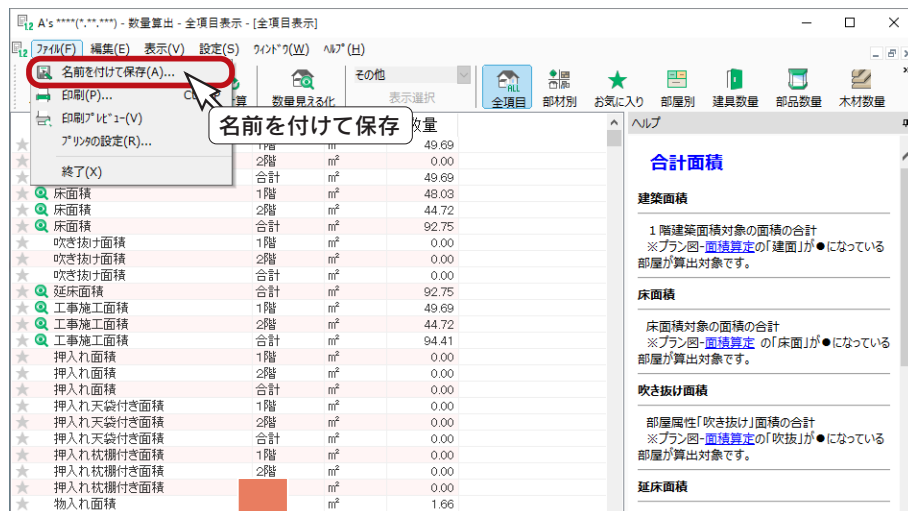 A's ****(*.**.***) - 数量算出 - 全項目表示 - [全項目表示]
ﾌｧｲﾙ(F) 編集(E) 表示(V) 設定(S) ｳｨﾝﾄﾞｳ(W) ﾍﾙﾌﾟ(H)
名前を付けて保存(A)...
印刷(P)...
印刷ﾌﾟﾚﾋﾞｭｰ(V)
ﾌﾟﾘﾝﾀの設定(R)...
終了(X)
名前を付けて保存
数量見える化
その他
表示選択
ALL
全項目 部材別 お気に入り 部屋別 建具数量 部品数量 木材数量
数量
1階 ㎡ 49.69
2階 ㎡ 0.00
合計 ㎡ 49.69
床面積 1階 ㎡ 48.03
床面積 2階 ㎡ 44.72
床面積 合計 ㎡ 92.75
吹き抜け面積 1階 ㎡ 0.00
吹き抜け面積 2階 ㎡ 0.00
吹き抜け面積 合計 ㎡ 0.00
延床面積 合計 ㎡ 92.75
工事施工面積 1階 ㎡ 49.69
工事施工面積 2階 ㎡ 44.72
工事施工面積 合計 ㎡ 94.41
押入れ面積 1階 ㎡ 0.00
押入れ面積 2階 ㎡ 0.00
押入れ面積 合計 ㎡ 0.00
押入れ天袋付き面積 1階 ㎡ 0.00
押入れ天袋付き面積 2階 ㎡ 0.00
押入れ天袋付き面積 合計 ㎡ 0.00
押入れ枕棚付き面積 1階 ㎡ 0.00
押入れ枕棚付き面積 2階 ㎡ 0.00
押入れ枕棚付き面積 ㎡ 0.00
物入れ面積 ㎡ 1.66
ヘルプ
合計面積
建築面積
１階建築面積対象の面積の合計
※プラン図-面積算定の「建面」が●になっている
部屋が算出対象です。
床面積
床面積対象の面積の合計
※プラン図-面積算定 の「床面」が●になっている
部屋が算出対象です。
吹き抜け面積
部屋属性「吹き抜け」面積の合計
※プラン図-面積算定の「吹抜」が●になっている
部屋が算出対象です。
延床面積